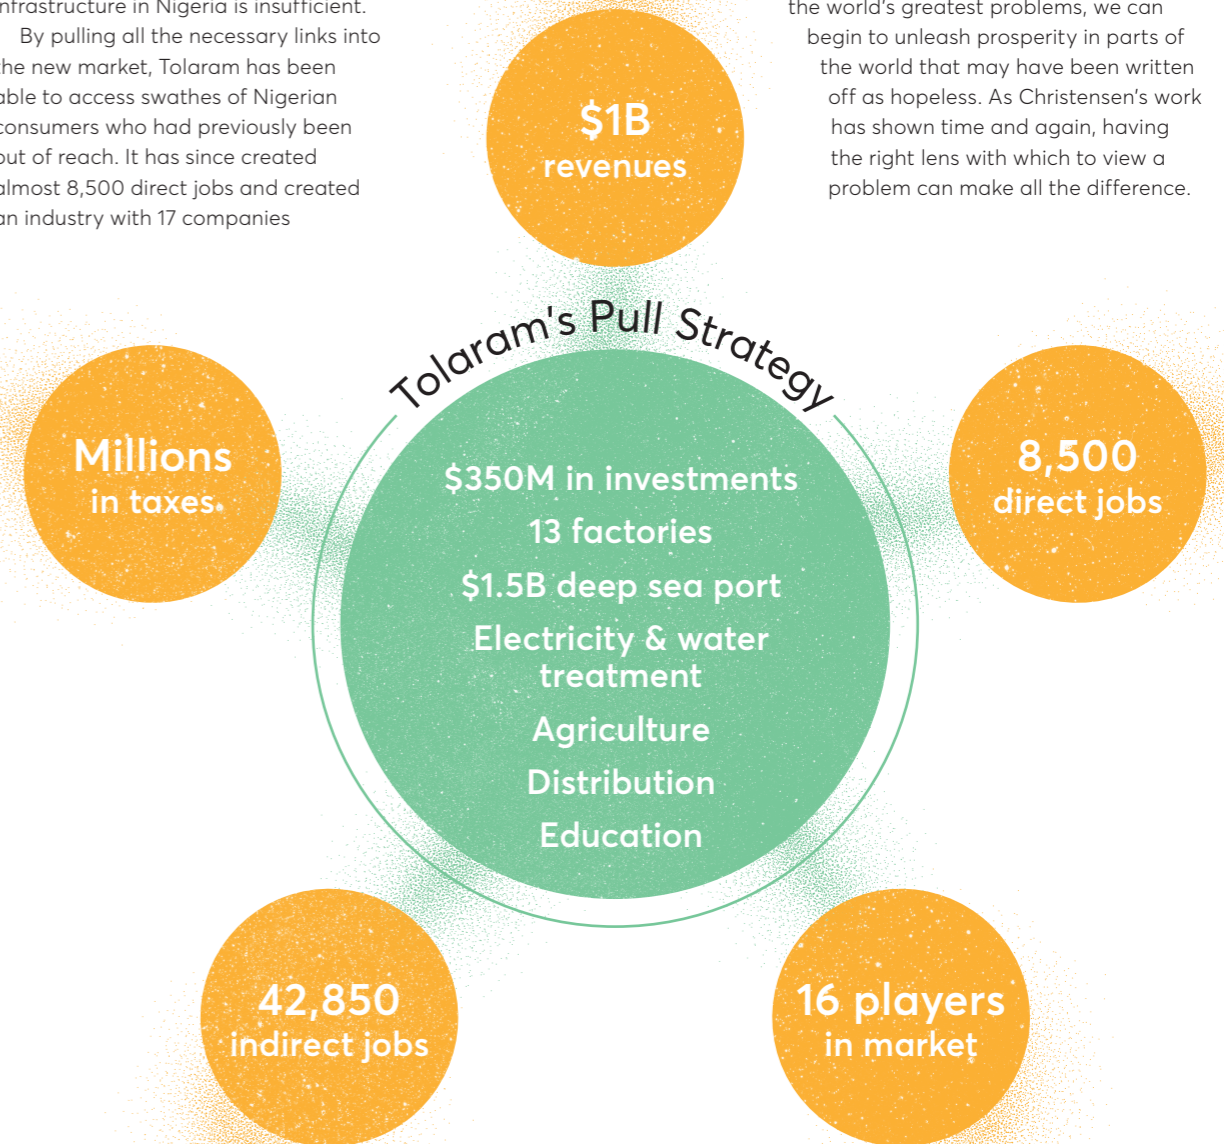 infrastructure in Nigeria is insufficient.
By pulling all the necessary links into
the new market, Tolaram has been
able to access swathes of Nigerian
consumers who had previously been
out of reach. It has since created
almost 8,500 direct jobs and created
an industry with 17 companies
the world's greatest problems, we can
begin to unleash prosperity in parts of
the world that may have been written
off as hopeless. As Christensen's work
has shown time and again, having
the right lens with which to view a
problem can make all the difference.
$1B
revenues
Tolaram's Pull Strategy
Millions
in taxes
8,500
direct jobs
$350M in investments
13 factories
$1.5B deep sea port
Electricity & water
treatment
Agriculture
Distribution
Education
42,850
indirect jobs
16 players
in market